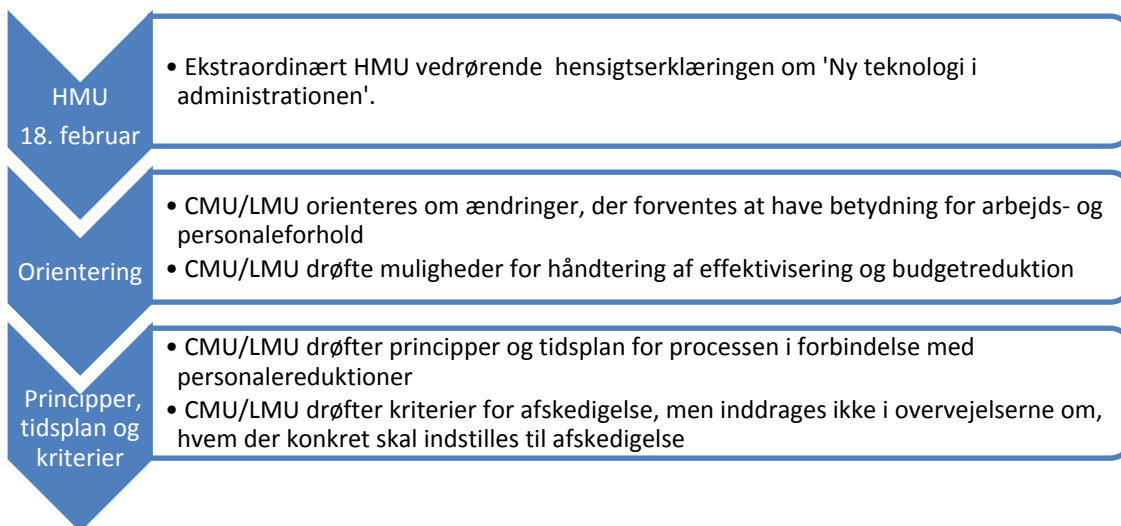 HMU
18. februar
• Ekstraordinært HMU vedrørende hensigtserklæringen om 'Ny teknologi i
administrationen'.
Orientering
• CMU/LMU orienteres om ændringer, der forventes at have betydning for arbejds- og
personaleforhold
• CMU/LMU drøfte muligheder for håndtering af effektivisering og budgetreduktion
Principper,
tidsplan og
kriterier
• CMU/LMU drøfter principper og tidsplan for processen i forbindelse med
personalereduktioner
• CMU/LMU drøfter kriterier for afskedigelse, men inddrages ikke i overvejelserne om,
hvem der konkret skal indstilles til afskedigelse